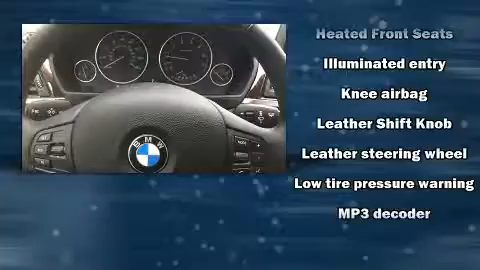 Heated Front Seats
Illuminated entry
Knee airbag
Leather Shift Knob
Leather steering wheel
Low tire pressure warning
MP3 decoder
BMW